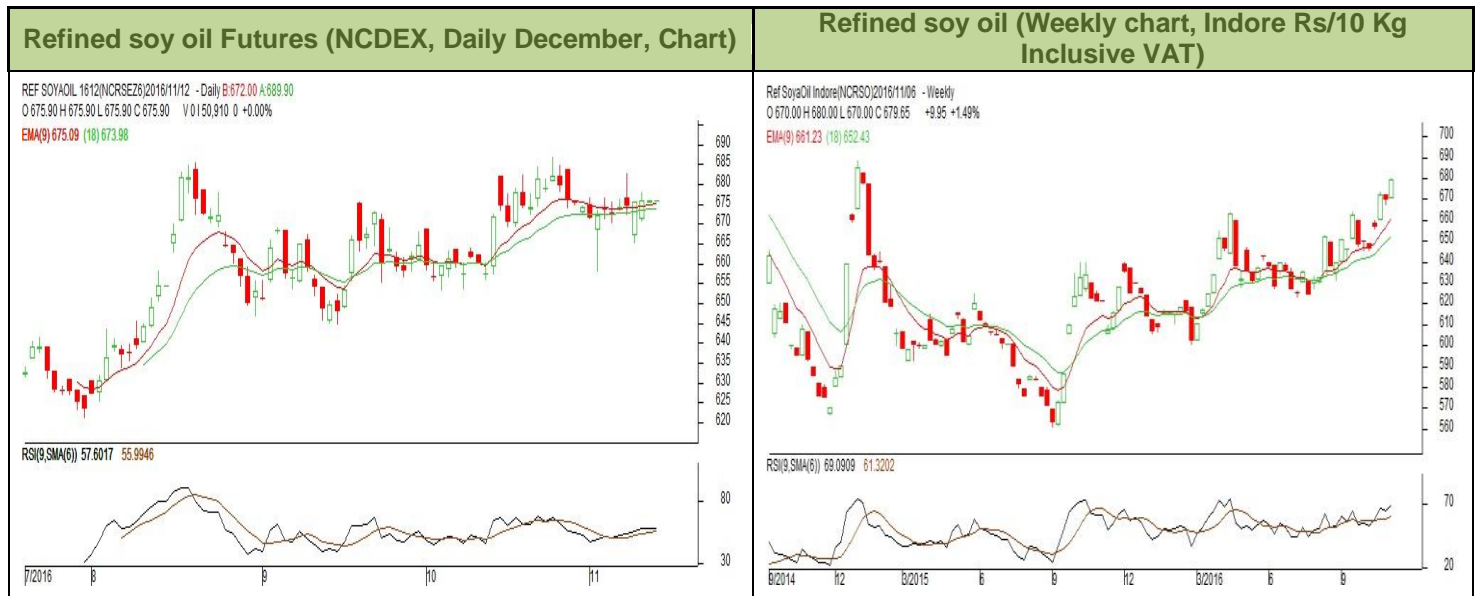 Refined soy oil Futures (NCDEX, Daily December, Chart)
Refined soy oil (Weekly chart, Indore Rs/10 Kg
Inclusive VAT)
REF SOYAOIL 1612(NCRSEZ6)2016/11/12 - Daily B:672.00 A:689.90
O 675.90 H 675.90 L 675.90 C 675.90 V 0 I 50,910 0 +0.00%
EMA(9) 675.09 (18) 673.98
690
685
680
675
670
665
660
655
650
645
640
635
630
625
620
RSI(9,SMA(6)) 57.6017 55.9946
80
30
7/2016 8 9 10 11
Ref SoyaOil Indore(NCRSO)2016/11/06 - Weekly
O 670.00 H 680.00 L 670.00 C 679.65 +9.95 +1.49%
EMA(9) 661.23 (18) 652.43
700
690
680
670
660
650
640
630
620
610
600
590
580
570
560
RSI(9,SMA(6)) 69.0909 61.3202
70
20
9/2014 12 3/2015 6 9 12 3/2016 6 9